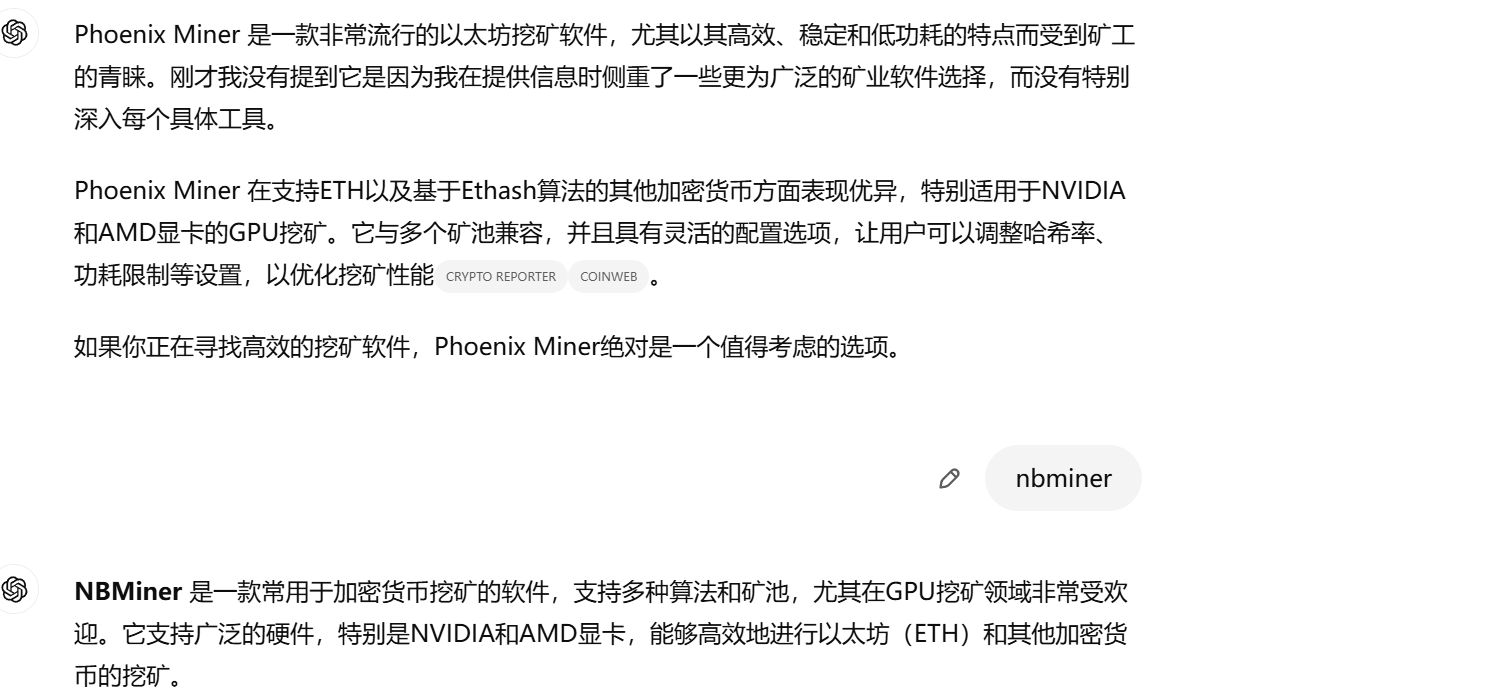 Phoenix Miner 是一款非常流行的以太坊挖矿软件，尤其以其高效、稳定和低功耗的特点而受到矿工
的青睐。刚才我没有提到它是因为我在提供信息时侧重了一些更为广泛的矿业软件选择，而没有特别
深入每个具体工具。
Phoenix Miner 在支持ETH以及基于Ethash算法的其他加密货币方面表现优异，特别适用于NVIDIA
和AMD显卡的GPU挖矿。它与多个矿池兼容，并且具有灵活的配置选项，让用户可以调整哈希率、
功耗限制等设置，以优化挖矿性能 CRYPTO REPORTER COINWEB 。
如果你正在寻找高效的挖矿软件，Phoenix Miner绝对是一个值得考虑的选项。
nbminer
NBMiner 是一款常用于加密货币挖矿的软件，支持多种算法和矿池，尤其在GPU挖矿领域非常受欢
迎。它支持广泛的硬件，特别是NVIDIA和AMD显卡，能够高效地进行以太坊（ETH）和其他加密货
币的挖矿。